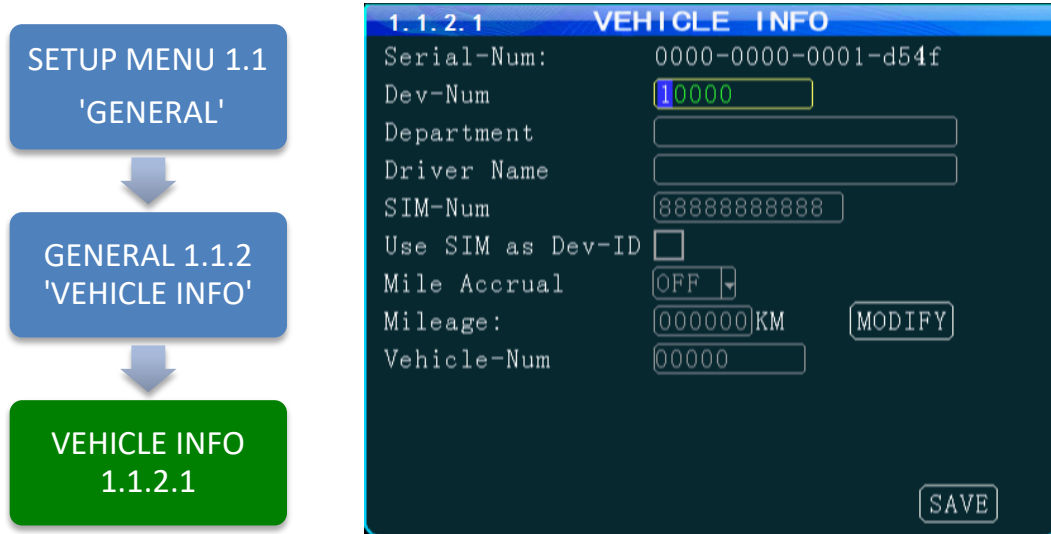 SETUP MENU 1.1
'GENERAL'
GENERAL 1.1.2
'VEHICLE INFO'
VEHICLE INFO
1.1.2.1
1.1.2.1 VEHICLE INFO
Serial-Num: 0000-0000-0001-d54f
Dev-Num 10000
Department
Driver Name
SIM-Num 88888888888
Use SIM as Dev-ID
Mile Accrual OFF
Mileage: 000000 KM MODIFY
Vehicle-Num 00000
SAVE